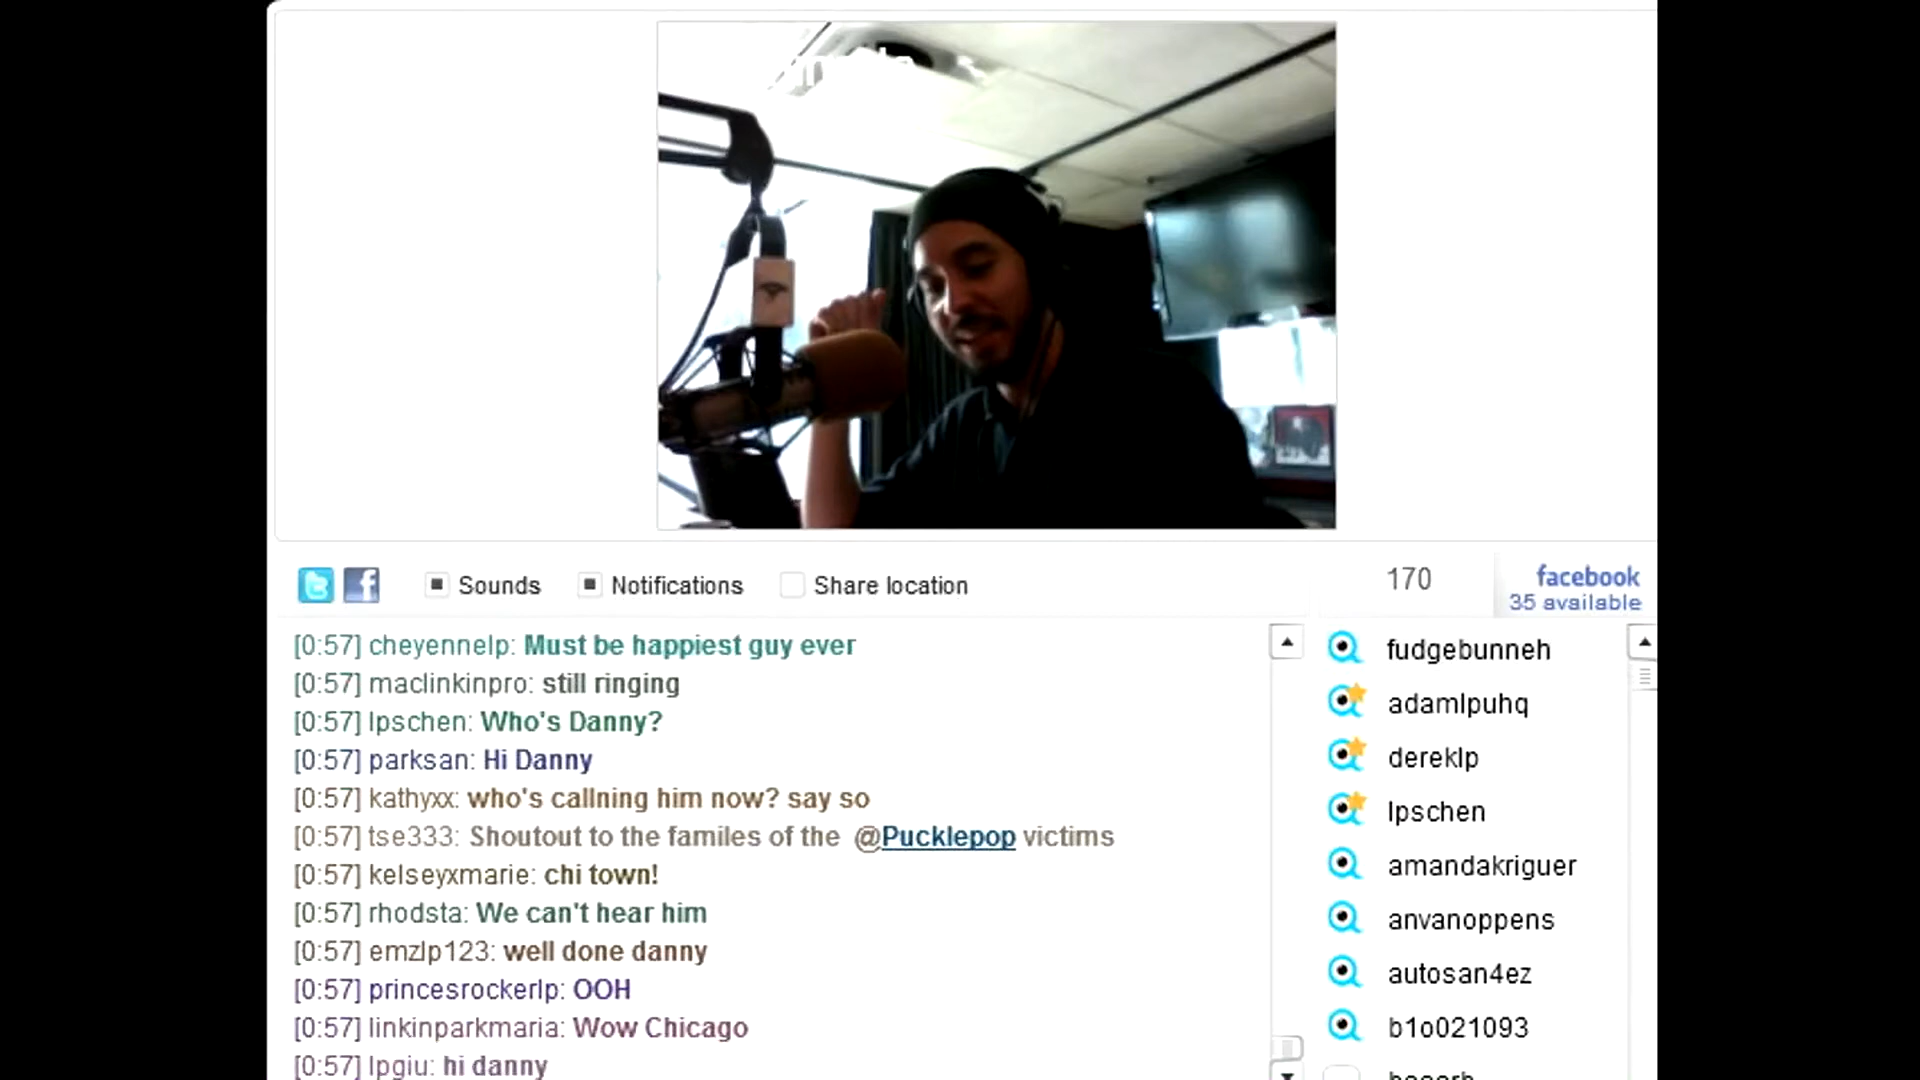 Sounds Notifications Share location 170 facebook
35 available
[0:57] cheyennelp: Must be happiest guy ever
[0:57] maclinkinpro: still ringing
[0:57] lpschen: Who's Danny?
[0:57] parksan: Hi Danny
[0:57] kathyxx: who's callning him now? say so
[0:57] tse333: Shoutout to the familes of the @Pucklepop victims
[0:57] kelseyxmarie: chi town!
[0:57] rhodsta: We can't hear him
[0:57] emzlp123: well done danny
[0:57] princesrockerlp: OOH
[0:57] linkinparkmaria: Wow Chicago
[0:57] lpgiu: hi danny
fudgebunneh
adamlpuhq
dereklp
lpschen
amandakriguer
anvanoppens
autosan4ez
b1o021093